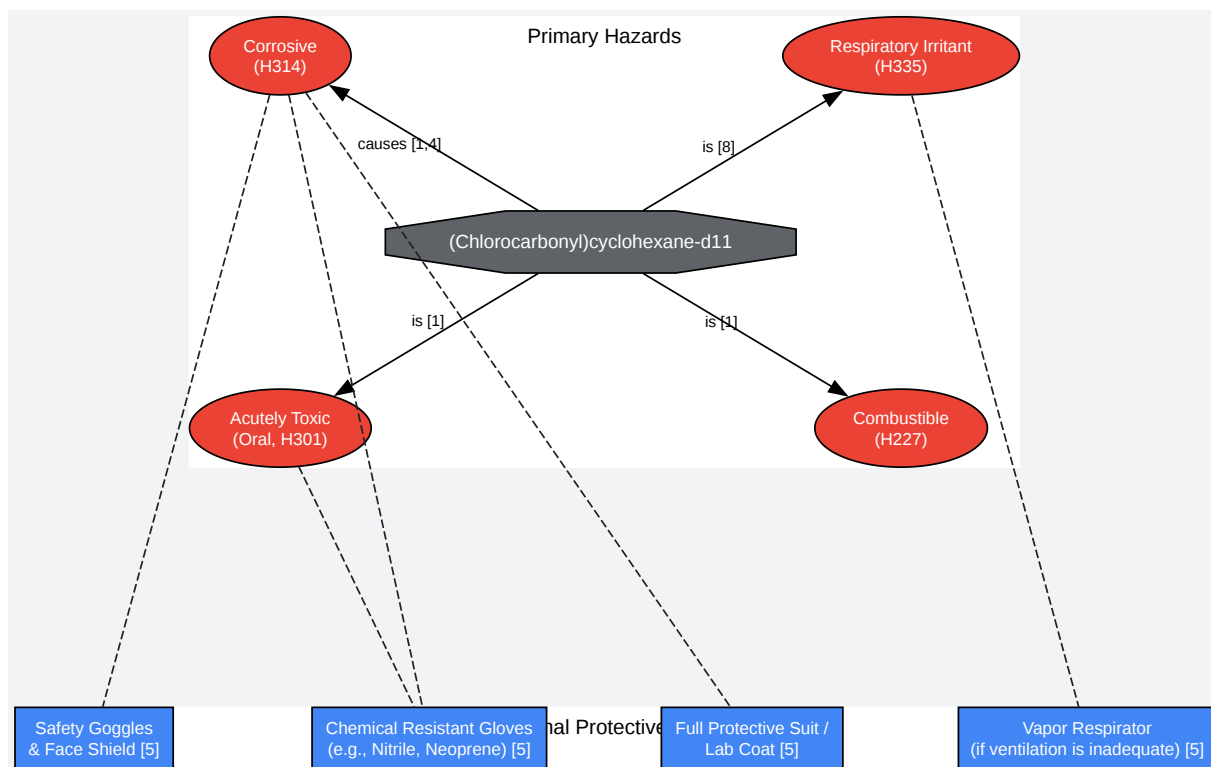 Primary Hazards
Corrosive
(H314)
Respiratory Irritant
(H335)
causes [1,4]
is [8]
(Chlorocarbonyl)cyclohexane-d11
is [1]
is [1]
Acutely Toxic
(Oral, H301)
Combustible
(H227)
Safety Goggles
& Face Shield [5]
Chemical Resistant Gloves
(e.g., Nitrile, Neoprene) [5]
Protective
Full Protective Suit /
Lab Coat [5]
Vapor Respirator
(if ventilation is inadequate) [5]